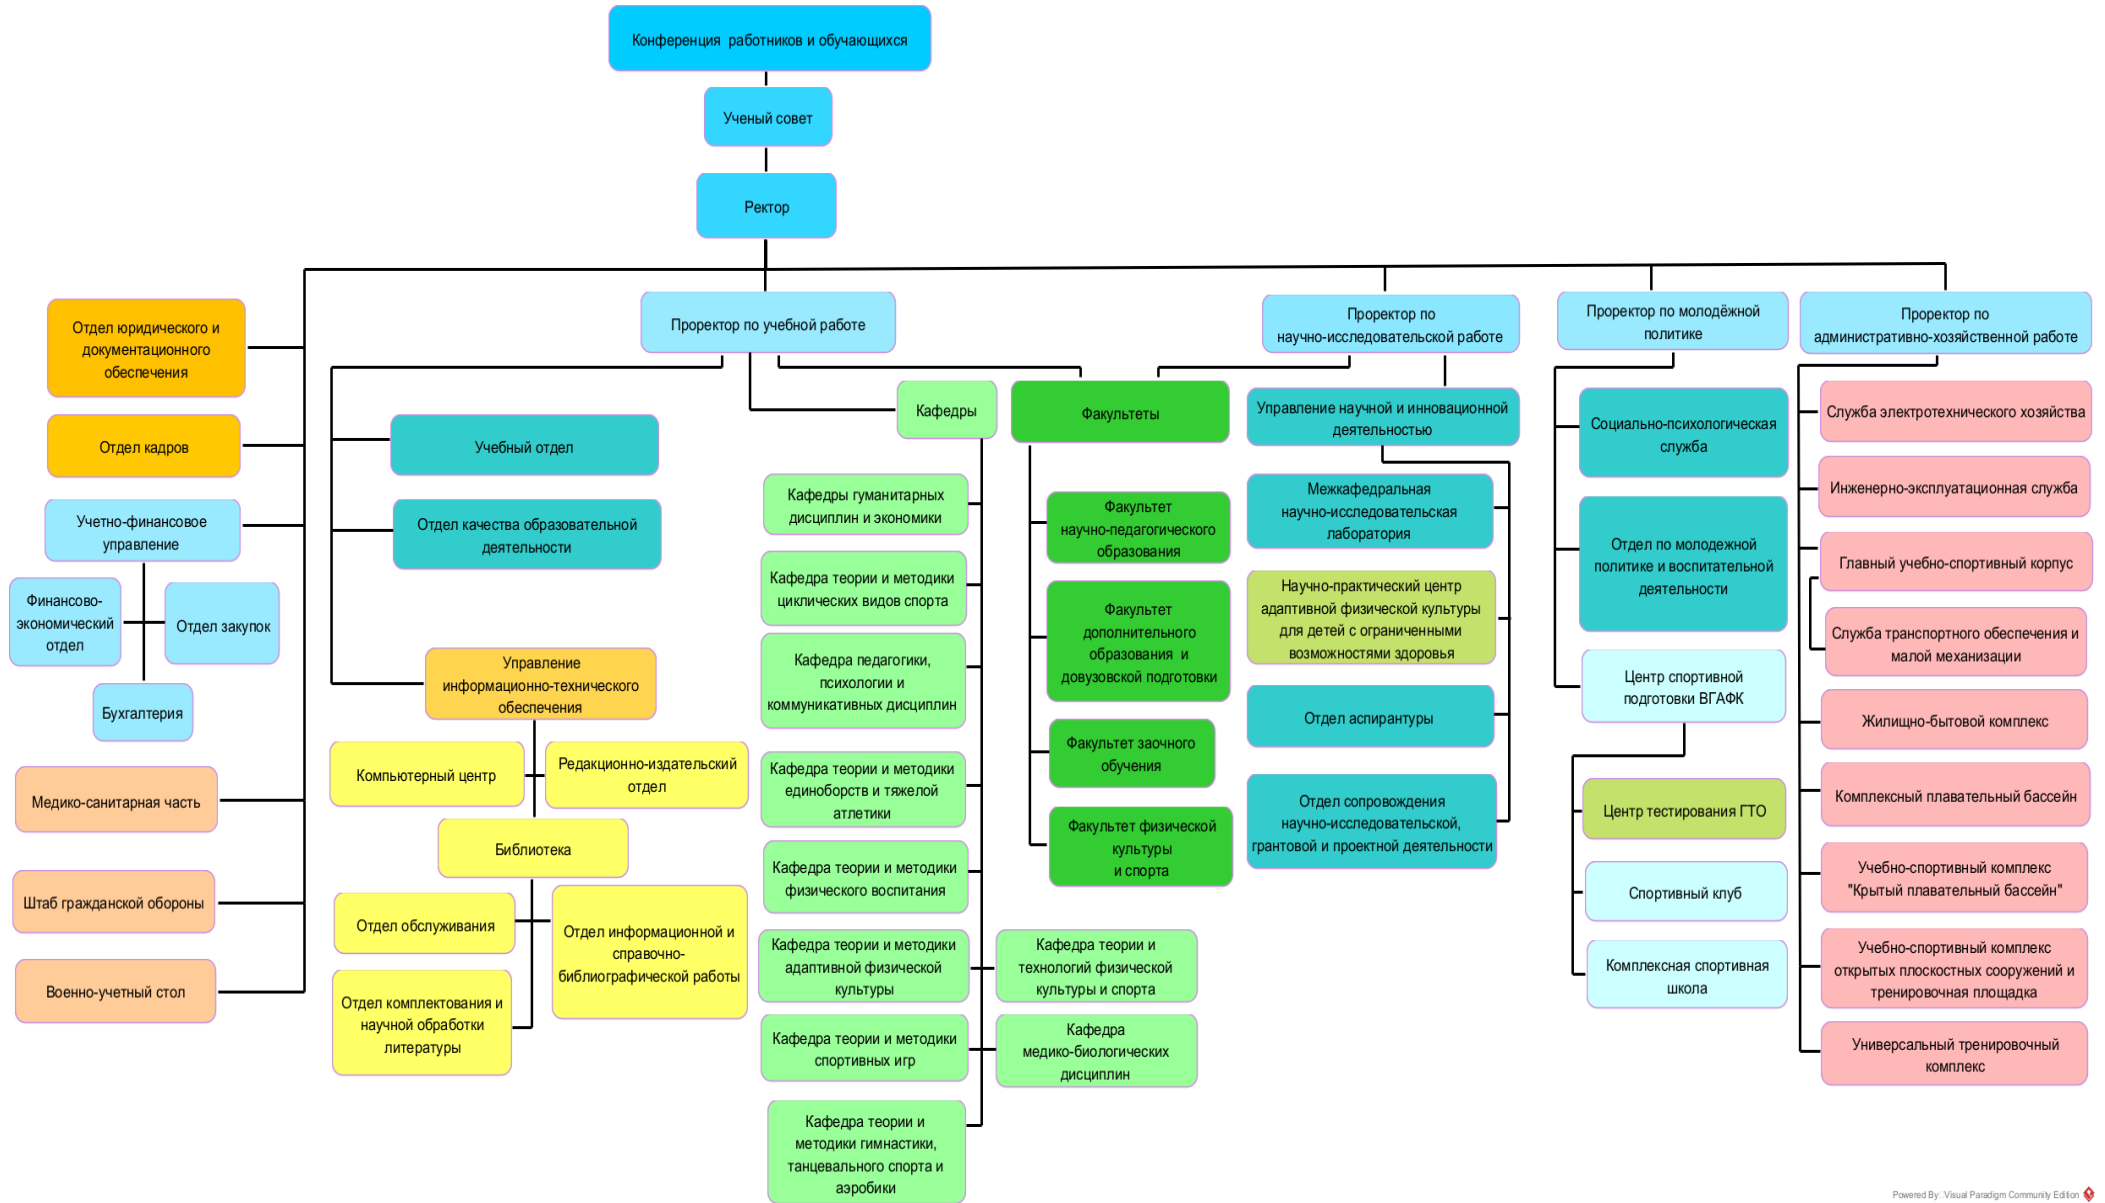 Конференция работников и обучающихся
Ученый совет
Ректор
Отдел юридического и
документационного
обеспечения
Отдел кадров
Учетно-финансовое
управление
Финансово-
экономический
отдел
Отдел закупок
Бухгалтерия
Медико-санитарная часть
Штаб гражданской обороны
Военно-учетный стол
Проректор по учебной работе
Учебный отдел
Отдел качества образовательной
деятельности
Управление
информационно-технического
обеспечения
Компьютерный центр
Редакционно-издательский
отдел
Библиотека
Отдел обслуживания
Отдел информационной и
справочно-
библиографической работы
Отдел комплектования и
научной обработки
литературы
Кафедры
Кафедры гуманитарных
дисциплин и экономики
Кафедра теории и методики
циклических видов спорта
Кафедра педагогики,
психологии и
коммуникативных дисциплин
Кафедра теории и методики
единоборств и тяжелой
атлетики
Кафедра теории и методики
физического воспитания
Кафедра теории и методики
адаптивной физической
культуры
Кафедра теории и
технологий физической
культуры и спорта
Кафедра теории и методики
спортивных игр
Кафедра
медико-биологических
дисциплин
Кафедра теории и
методики гимнастики,
танцевального спорта и
аэробики
Факультеты
Факультет
научно-педагогического
образования
Факультет
дополнительного
образования и
довузовской подготовки
Факультет заочного
обучения
Факультет физической
культуры
и спорта
Проректор по
научно-исследовательской работе
Управление научной и инновационной
деятельностью
Межкафедральная
научно-исследовательская
лаборатория
Научно-практический центр
адаптивной физической культуры
для детей с ограниченными
возможностями здоровья
Отдел аспирантуры
Отдел сопровождения
научно-исследовательской,
грантовой и проектной деятельности
Проректор по молодёжной
политике
Социально-психологическая
служба
Отдел по молодежной
политике и воспитательной
деятельности
Центр спортивной
подготовки ВГАФК
Центр тестирования ГТО
Спортивный клуб
Комплексная спортивная
школа
Проректор по
административно-хозяйственной работе
Служба электротехнического хозяйства
Инженерно-эксплуатационная служба
Главный учебно-спортивный корпус
Служба транспортного обеспечения и
малой механизации
Жилищно-бытовой комплекс
Комплексный плавательный бассейн
Учебно-спортивный комплекс
"Крытый плавательный бассейн"
Учебно-спортивный комплекс
открытых плоскостных сооружений и
тренировочная площадка
Универсальный тренировочный
комплекс
Powered By Visual Paradigm Community Edition